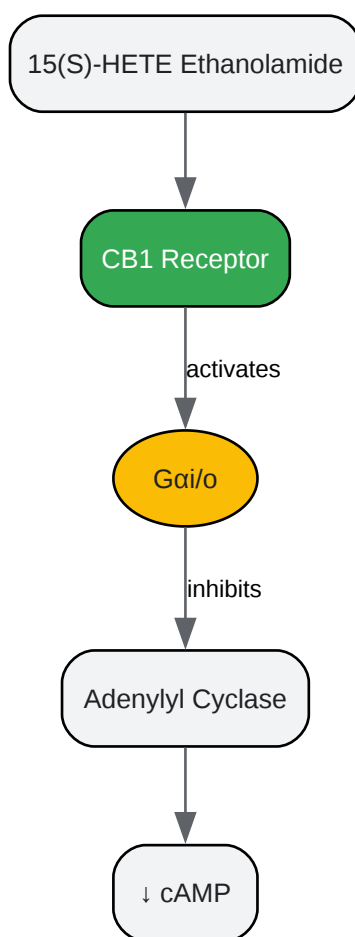 15(S)-HETE Ethanolamide
CB1 Receptor
activates
Gαi/o
inhibits
Adenylyl Cyclase
↓ cAMP